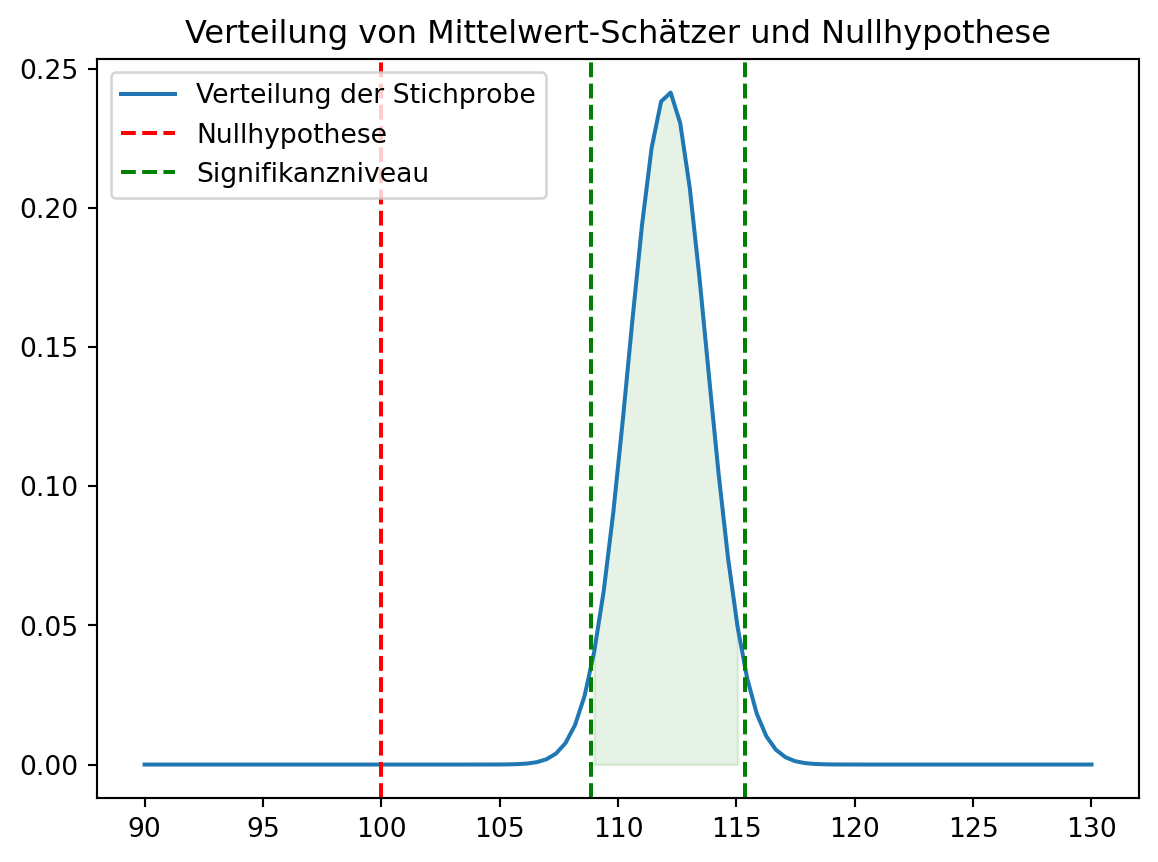 Verteilung von Mittelwert-Schätzer und Nullhypothese
0.25
Verteilung der Stichprobe
Nullhypothese
Signifikanzniveau
0.20
0.15
0.10
0.05
0.00
90 95 100 105 110 115 120 125 130